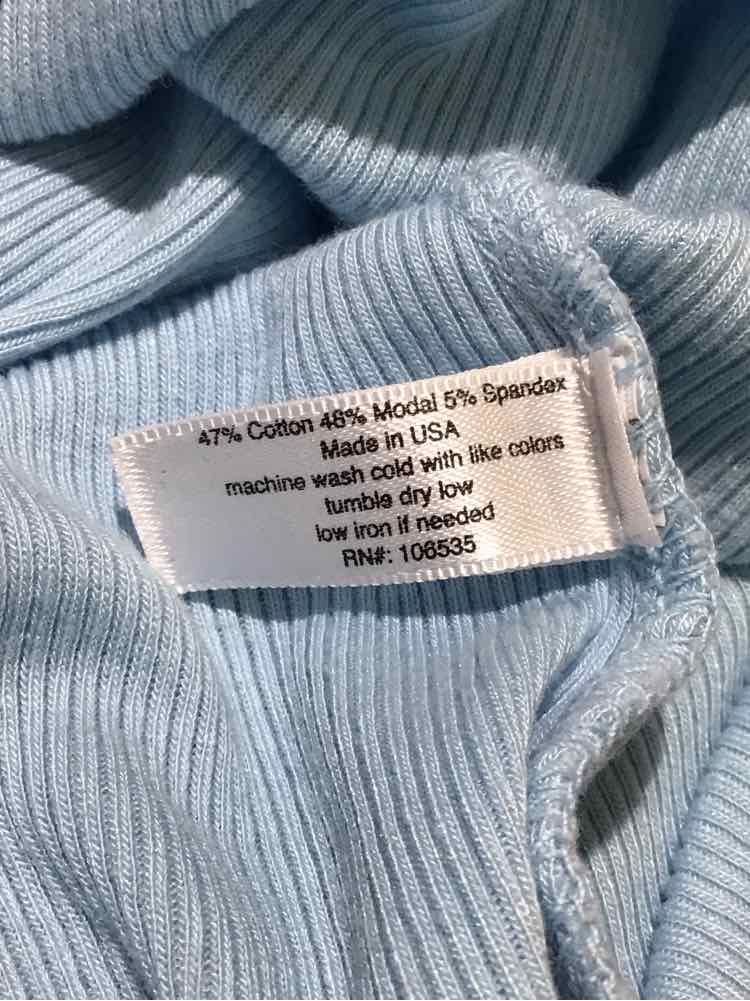 47% Cotton 48% Modal 5% Spandex
Made in USA
machine wash cold with like colors
tumble dry low
low iron if needed
RN#: 106535